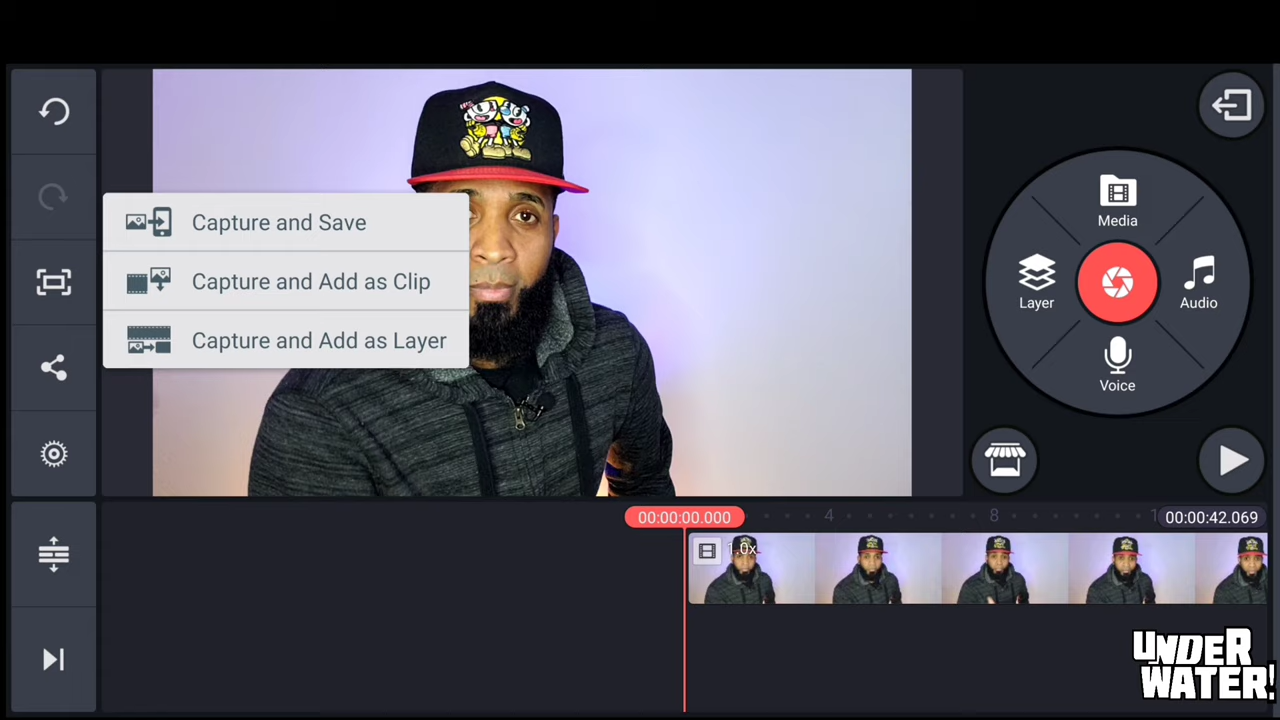 Capture and Save
Capture and Add as Clip
Capture and Add as Layer
Media
Layer
Audio
Voice
00:00:00.000
4
8
1
00:00:42.069
1.0x
UNDER
WATER!